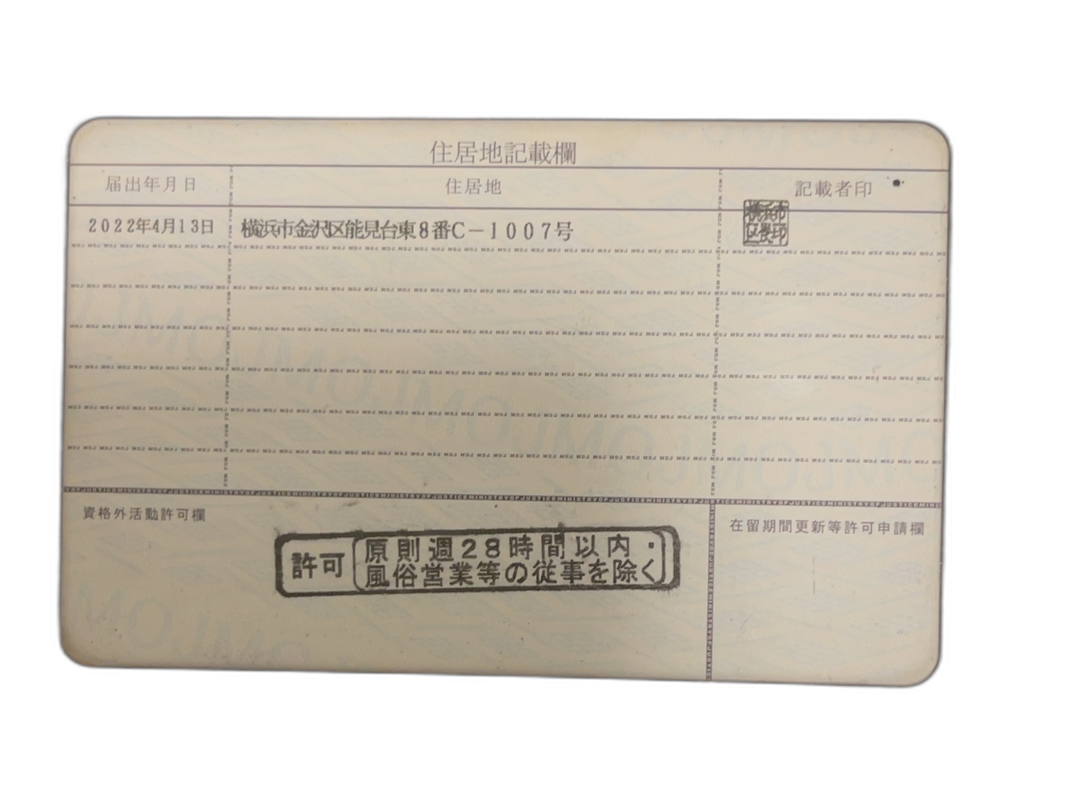 住居地記載欄
届出年月日 住居地 記載者印
2022年4月13日 横浜市金沢区能見台東8番C－1007号 横浜市区長印
資格外活動許可欄 在留期間更新等許可申請欄
許可 原則週28時間以内・
風俗営業等の従事を除く
MOJ
MINISTRYOFJUSTICE